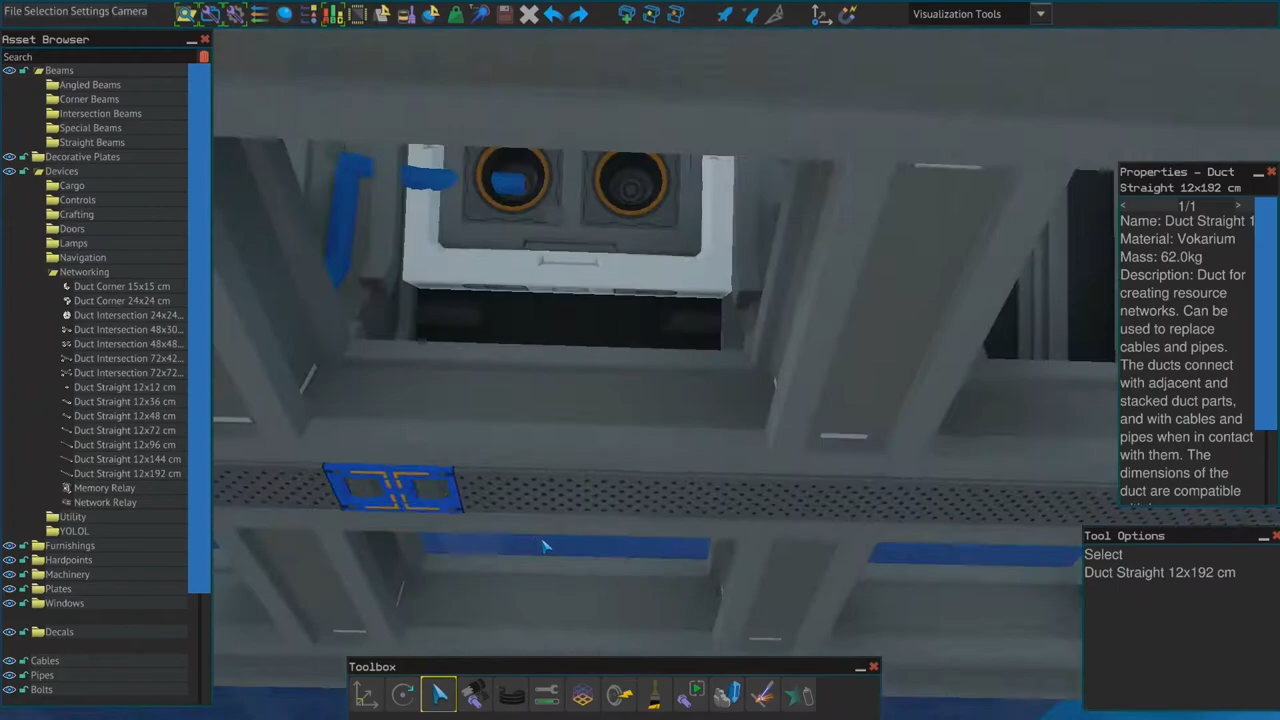 File Selection Settings Camera
Visualization Tools
Asset Browser
Search
Beams
Angled Beams
Corner Beams
Intersection Beams
Special Beams
Straight Beams
Decorative Plates
Devices
Cargo
Controls
Crafting
Doors
Lamps
Navigation
Networking
Duct Corner 15x15 cm
Duct Corner 24x24 cm
Duct Intersection 24x24...
Duct Intersection 48x30...
Duct Intersection 48x48...
Duct Intersection 72x42...
Duct Intersection 72x72...
Duct Straight 12x12 cm
Duct Straight 12x36 cm
Duct Straight 12x48 cm
Duct Straight 12x72 cm
Duct Straight 12x96 cm
Duct Straight 12x144 cm
Duct Straight 12x192 cm
Memory Relay
Network Relay
Utility
YOLOL
Furnishings
Hardpoints
Machinery
Plates
Windows
Decals
Cables
Pipes
Bolts
Properties - Duct
Straight 12x192 cm
< 1/1 >
Name: Duct Straight 1
Material: Vokarium
Mass: 62.0kg
Description: Duct for
creating resource
networks. Can be
used to replace
cables and pipes.
The ducts connect
with adjacent and
stacked duct parts,
and with cables and
pipes when in contact
with them. The
dimensions of the
duct are compatible
Tool Options
Select
Duct Straight 12x192 cm
Toolbox